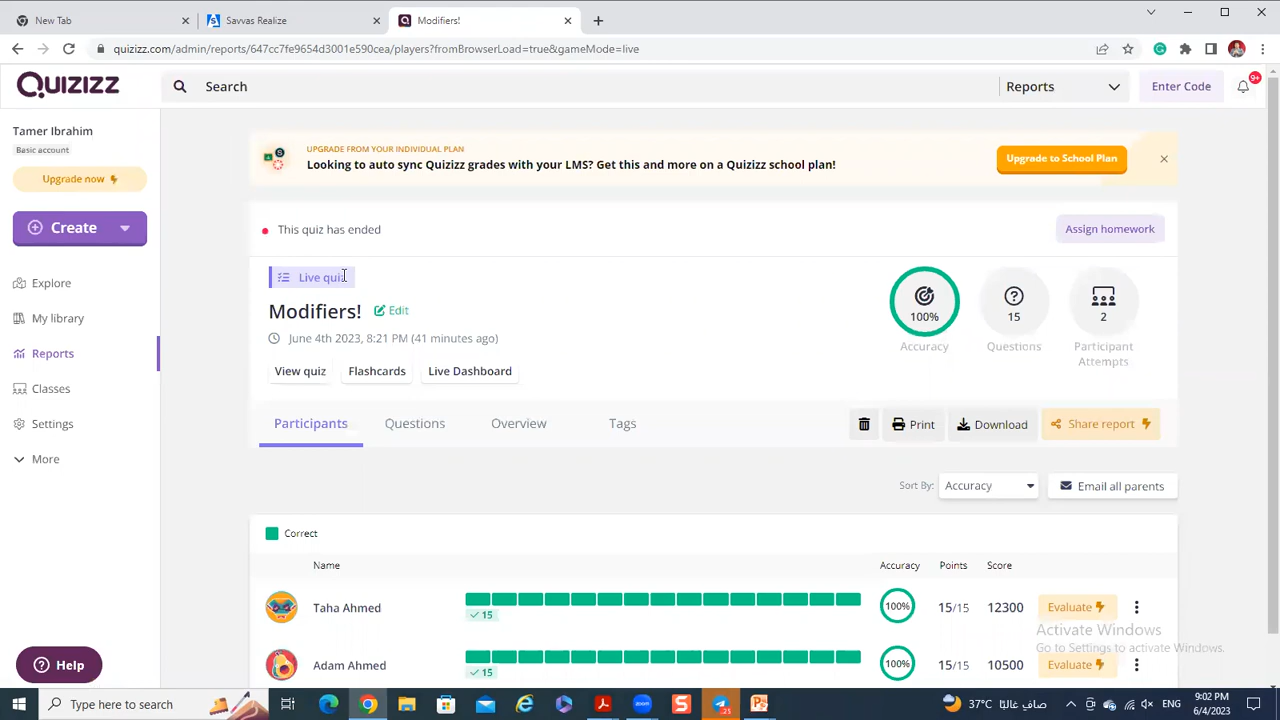 New Tab
Savvas Realize
Modifiers!
quizizz.com/admin/reports/647cc7fe9654d3001e590cea/players?fromBrowserLoad=true&gameMode=live
Quizizz
Search
Reports
Enter Code
9+
Tamer Ibrahim
Basic account
Upgrade now
Create
Explore
My library
Reports
Classes
Settings
More
Help
UPGRADE FROM YOUR INDIVIDUAL PLAN
Looking to auto sync Quizizz grades with your LMS? Get this and more on a Quizizz school plan!
Upgrade to School Plan
This quiz has ended
Assign homework
Live quiz
Modifiers!
Edit
June 4th 2023, 8:21 PM (41 minutes ago)
100%
Accuracy
15
Questions
2
Participant
Attempts
View quiz
Flashcards
Live Dashboard
Participants
Questions
Overview
Tags
Print
Download
Share report
Sort By:
Accuracy
Email all parents
Correct
Name
Accuracy
Points
Score
Taha Ahmed
15
100%
15/15
12300
Evaluate
Adam Ahmed
15
100%
15/15
10500
Evaluate
Activate Windows
Go to Settings to activate Windows.
Type here to search
37°C صاف غالبًا
ENG
9:02 PM
6/4/2023